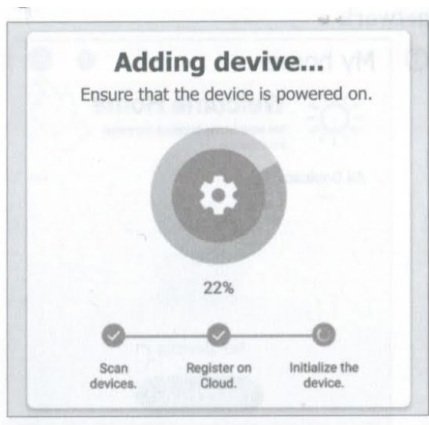 Adding devive...
Ensure that the device is powered on.
22%
Scan
devices.
Register on
Cloud.
Initialize the
device.